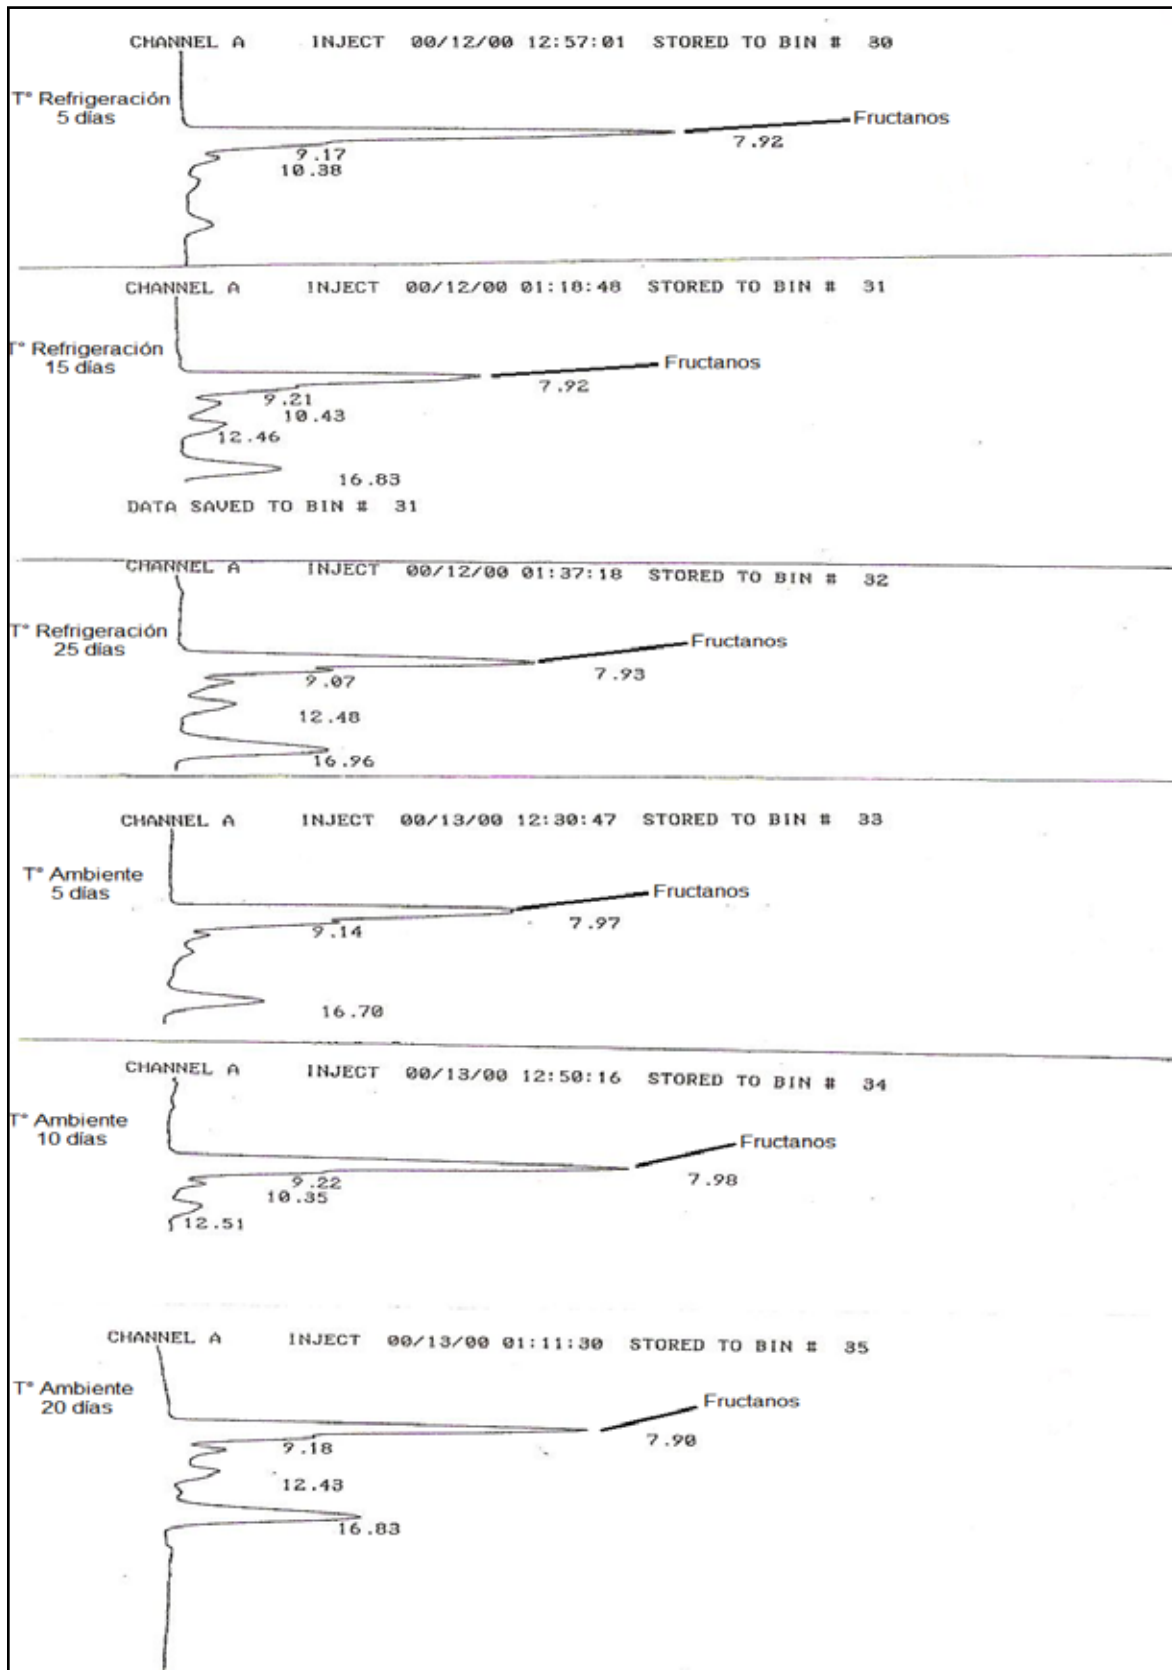 CHANNEL A INJECT 00/12/00 12:57:01 STORED TO BIN # 30
T° Refrigeración
5 días
Fructanos
7.92
9.17
10.38
CHANNEL A INJECT 00/12/00 01:18:48 STORED TO BIN # 31
T° Refrigeración
15 días
Fructanos
7.92
9.21
10.43
12.46
16.83
DATA SAVED TO BIN # 31
CHANNEL A INJECT 00/12/00 01:37:18 STORED TO BIN # 32
T° Refrigeración
25 días
Fructanos
7.93
9.07
12.48
16.96
CHANNEL A INJECT 00/13/00 12:30:47 STORED TO BIN # 33
T° Ambiente
5 días
Fructanos
7.97
9.14
16.70
CHANNEL A INJECT 00/13/00 12:50:16 STORED TO BIN # 34
T° Ambiente
10 días
Fructanos
7.98
9.22
10.35
12.51
CHANNEL A INJECT 00/13/00 01:11:30 STORED TO BIN # 35
T° Ambiente
20 días
Fructanos
7.90
9.18
12.43
16.83